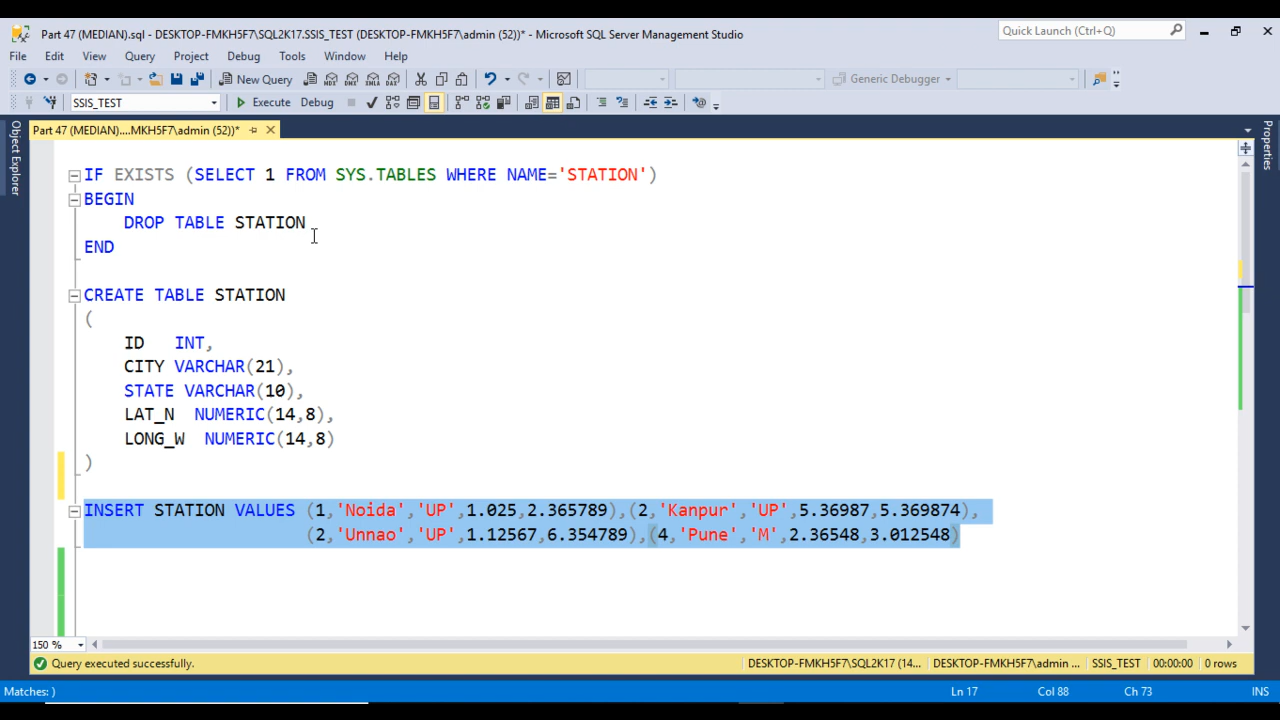 Part 47 (MEDIAN).sql - DESKTOP-FMKH5F7\SQL2K17.SSIS_TEST (DESKTOP-FMKH5F7\admin (52))* - Microsoft SQL Server Management Studio
Quick Launch (Ctrl+Q)
File Edit View Query Project Debug Tools Window Help
New Query
Generic Debugger
SSIS_TEST
Execute Debug
Part 47 (MEDIAN)....MKH5F7\admin (52))*
Object Explorer
Properties
IF EXISTS (SELECT 1 FROM SYS.TABLES WHERE NAME='STATION')
BEGIN
DROP TABLE STATION
END
CREATE TABLE STATION
(
ID INT,
CITY VARCHAR(21),
STATE VARCHAR(10),
LAT_N NUMERIC(14,8),
LONG_W NUMERIC(14,8)
)
INSERT STATION VALUES (1,'Noida','UP',1.025,2.365789),(2,'Kanpur','UP',5.36987,5.369874),
(2,'Unnao','UP',1.12567,6.354789),(4,'Pune','M',2.36548,3.012548)
150 %
Query executed successfully.
DESKTOP-FMKH5F7\SQL2K17 (14... DESKTOP-FMKH5F7\admin ... SSIS_TEST 00:00:00 0 rows
Matches: )
Ln 17 Col 88 Ch 73 INS